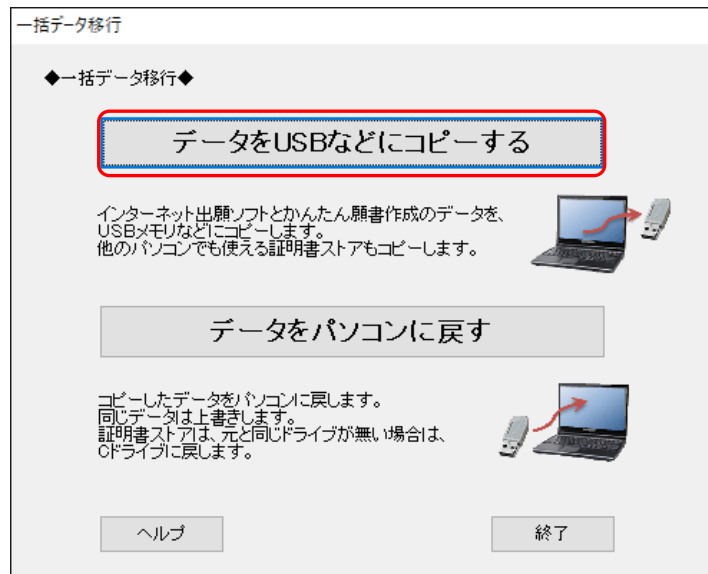 一括データ移行
◆一括データ移行◆
データをUSBなどにコピーする
インターネット出願ソフトとかんたん願書作成のデータを、
USBメモリなどにコピーします。
他のパソコンでも使える証明書ストアもコピーします。
データをパソコンに戻す
コピーしたデータをパソコンに戻します。
同じデータは上書きします。
証明書ストアは、元と同じドライブが無い場合は、
Cドライブに戻します。
ヘルプ
終了